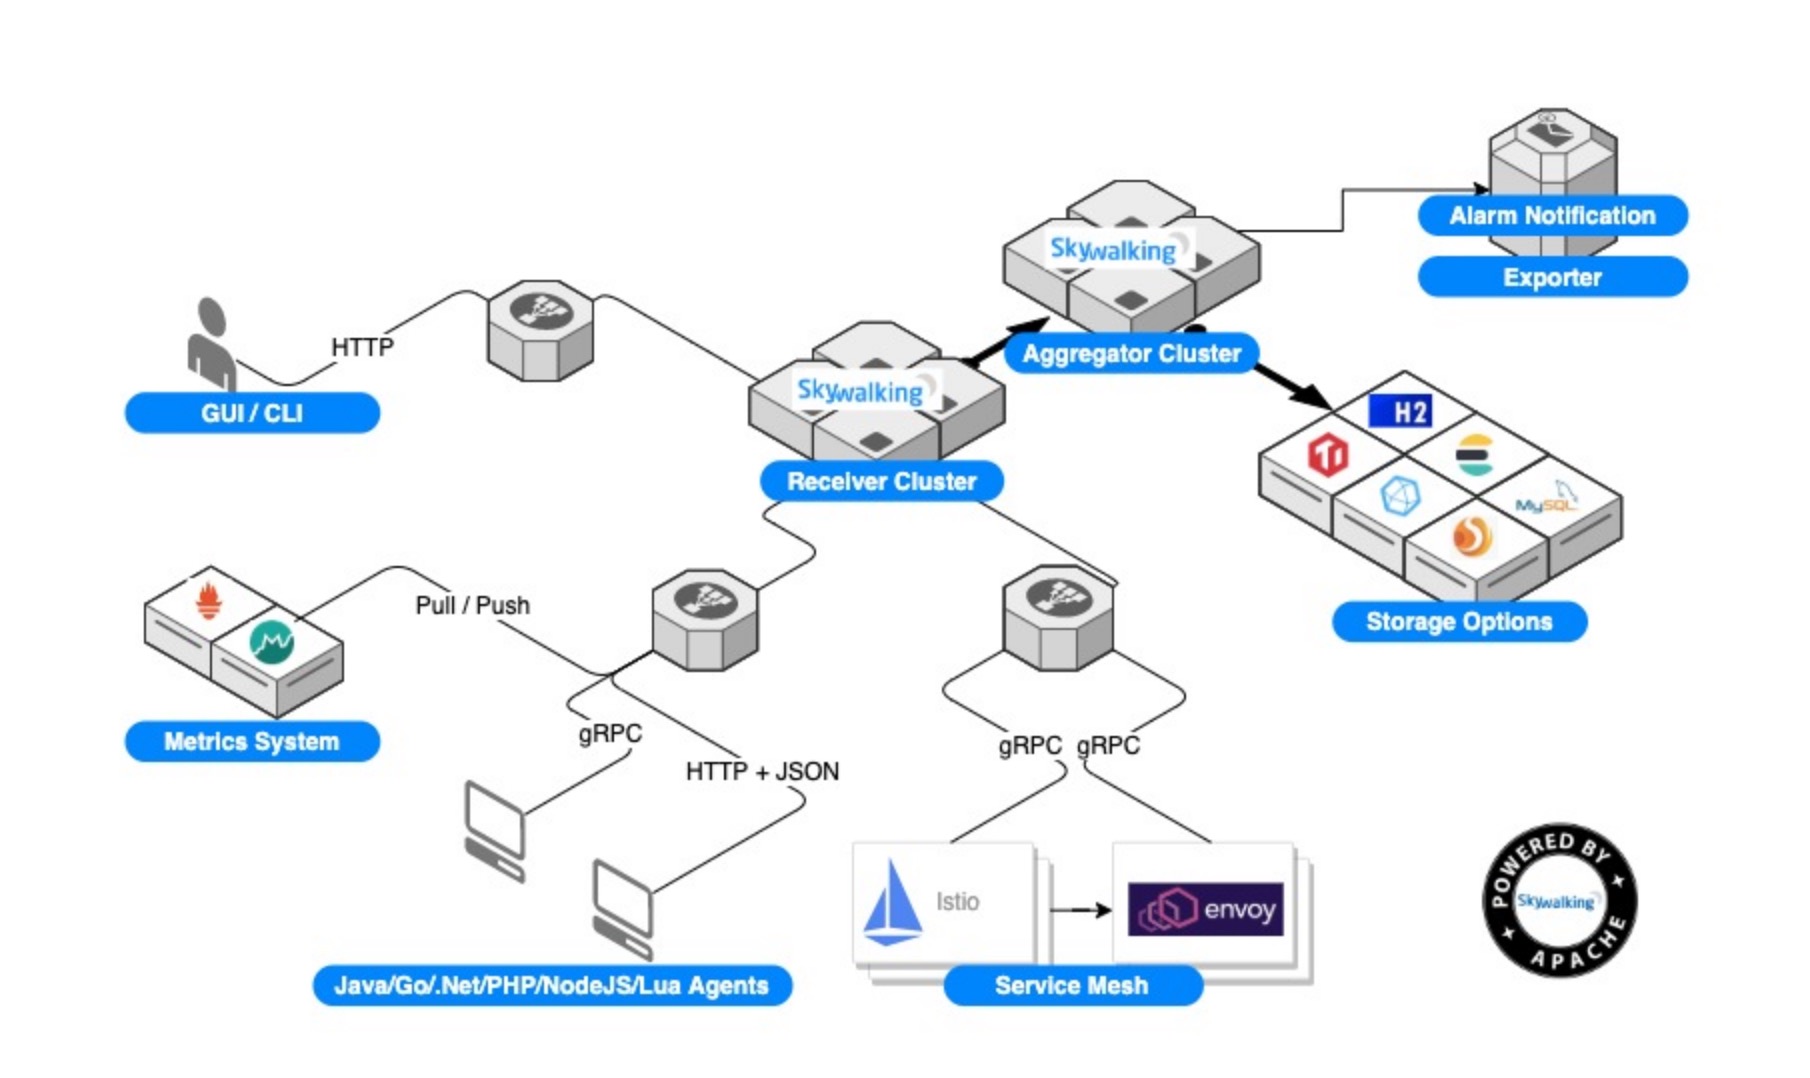 Alarm Notification
Exporter
Skywalking
Aggregator Cluster
HTTP
GUI / CLI
Skywalking
Receiver Cluster
H2
MySQL
Storage Options
Pull / Push
Metrics System
gRPC
HTTP + JSON
Java/Go/.Net/PHP/NodeJS/Lua Agents
gRPC gRPC
Istio
envoy
Service Mesh
POWERED BY
Skywalking
APACHE